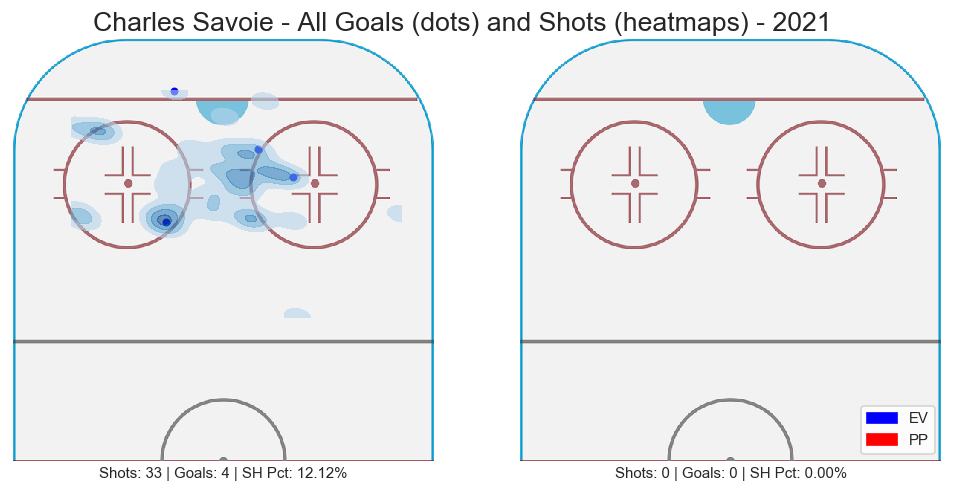 Charles Savoie - All Goals (dots) and Shots (heatmaps) - 2021
EV
PP
Shots: 33 | Goals: 4 | SH Pct: 12.12%
Shots: 0 | Goals: 0 | SH Pct: 0.00%